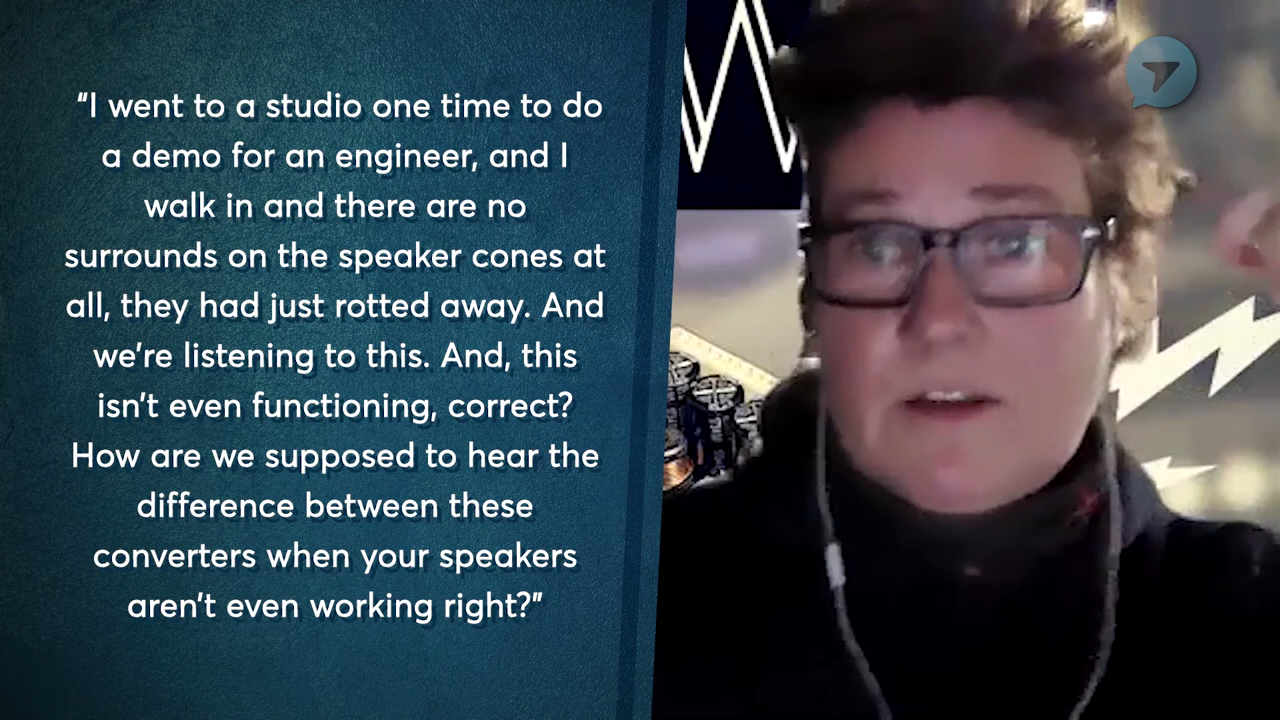 “I went to a studio one time to do
a demo for an engineer, and I
walk in and there are no
surrounds on the speaker cones at
all, they had just rotted away. And
we’re listening to this. And, this
isn’t even functioning, correct?
How are we supposed to hear the
difference between these
converters when your speakers
aren’t even working right?”